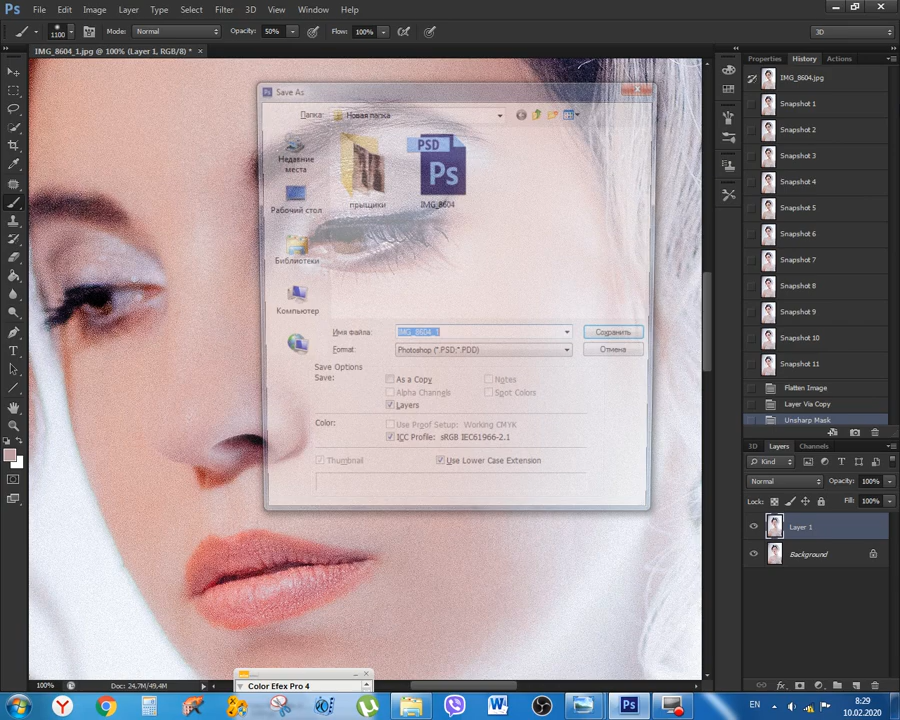 Ps File Edit Image Layer Type Select Filter 3D View Window Help
1100 Mode: Normal Opacity: 50% Flow: 100% 3D
IMG_8604_1.jpg @ 100% (Layer 1, RGB/8) * ×
Properties History Actions
IMG_8604.jpg
Snapshot 1
Snapshot 2
Snapshot 3
Snapshot 4
Snapshot 5
Snapshot 6
Snapshot 7
Snapshot 8
Snapshot 9
Snapshot 10
Snapshot 11
Flatten Image
Layer Via Copy
Unsharp Mask
Save As
Папка: Новая папка
Недавние места
Рабочий стол
Библиотеки
Компьютер
прыщики
PSD
Ps
IMG_8604
Имя файла: IMG_8604_1 Сохранить
Format: Photoshop (*.PSD;*.PDD) Отмена
Save Options
Save: As a Copy Notes
Alpha Channels Spot Colors
Layers
Color: Use Proof Setup: Working CMYK
ICC Profile: sRGB IEC61966-2.1
Thumbnail Use Lower Case Extension
3D Layers Channels
Kind
Normal Opacity: 100%
Lock: Fill: 100%
Layer 1
Background
100% Doc: 24,7M/49,4M
Color Efex Pro 4
EN 8:29
10.02.2020